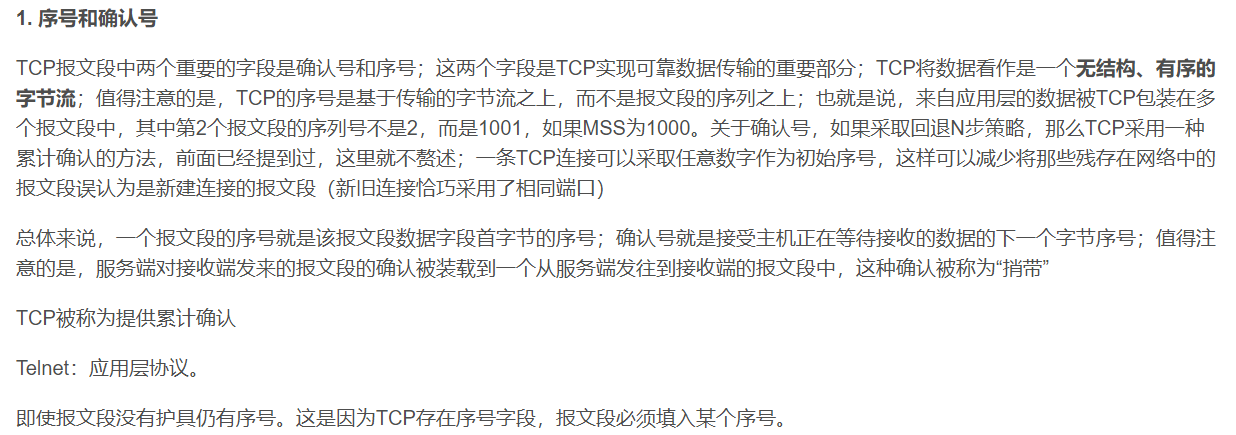 1. 序号和确认号
TCP报文段中两个重要的字段是确认号和序号；这两个字段是TCP实现可靠数据传输的重要部分；TCP将数据看作是一个无结构、有序的
字节流；值得注意的是，TCP的序号是基于传输的字节流之上，而不是报文段的序列之上；也就是说，来自应用层的数据被TCP包装在多
个报文段中，其中第2个报文段的序列号不是2，而是1001，如果MSS为1000。关于确认号，如果采取回退N步策略，那么TCP采用一种
累计确认的方法，前面已经提到过，这里就不赘述；一条TCP连接可以采取任意数字作为初始序号，这样可以减少将那些残存在网络中的
报文段误认为是新建连接的报文段（新旧连接恰巧采用了相同端口）
总体来说，一个报文段的序号就是该报文段数据字段首字节的序号；确认号就是接受主机正在等待接收的数据的下一个字节序号；值得注
意的是，服务端对接收端发来的报文段的确认被装载到一个从服务端发往到接收端的报文段中，这种确认被称为“捎带”
TCP被称为提供累计确认
Telnet：应用层协议。
即使报文段没有护具仍有序号。这是因为TCP存在序号字段，报文段必须填入某个序号。